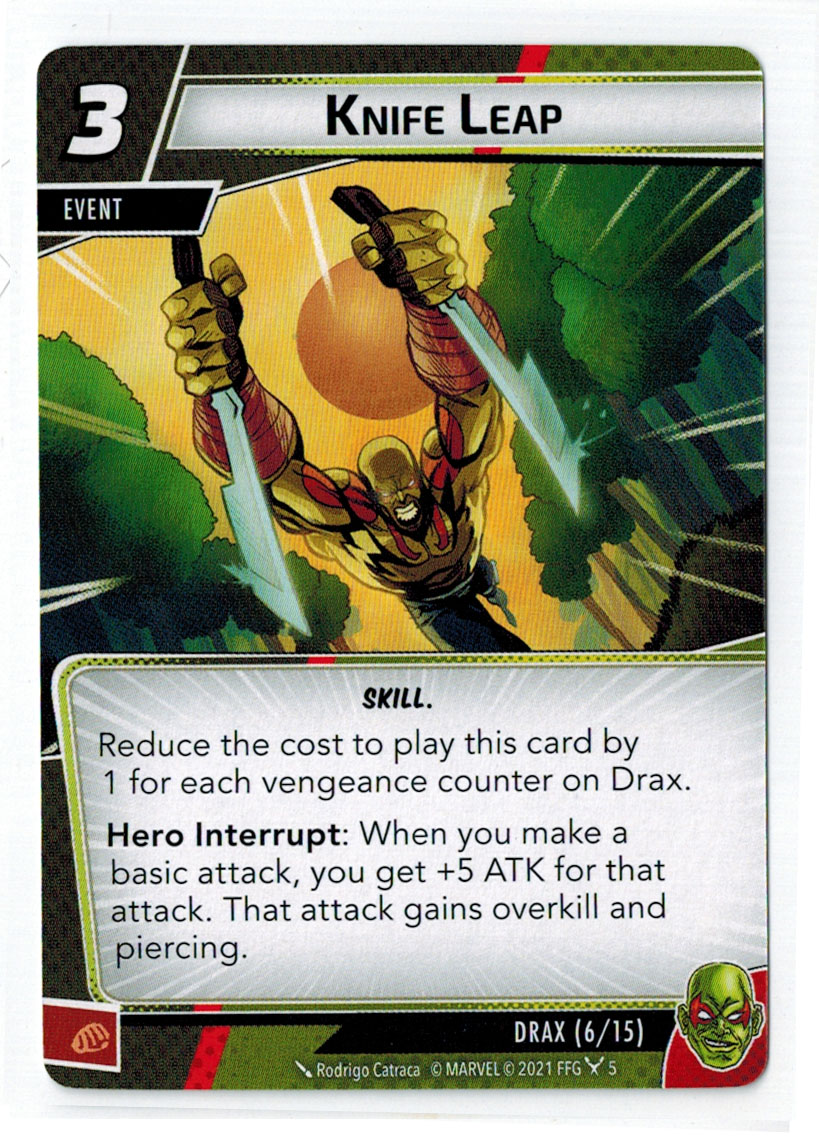 3
KNIFE LEAP
EVENT
SKILL.
Reduce the cost to play this card by
1 for each vengeance counter on Drax.
Hero Interrupt: When you make a
basic attack, you get +5 ATK for that
attack. That attack gains overkill and
piercing.
DRAX (6/15)
Rodrigo Catraca © MARVEL © 2021 FFG 5